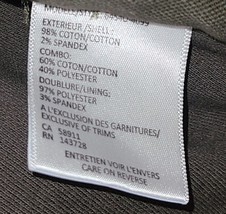 EXTERIEUR/SHELL:
98% COTON/COTTON
2% SPANDEX
COMBO:
60% COTON/COTTON
40% POLYESTER
DOUBLURE/LINING:
97% POLYESTER
3% SPANDEX
A L'EXCLUSION DES GARNITURES/
EXCLUSIVE OF TRIMS
CA 58911
RN 143728
ENTRETIEN VOIR L'ENVERS
CARE ON REVERSE